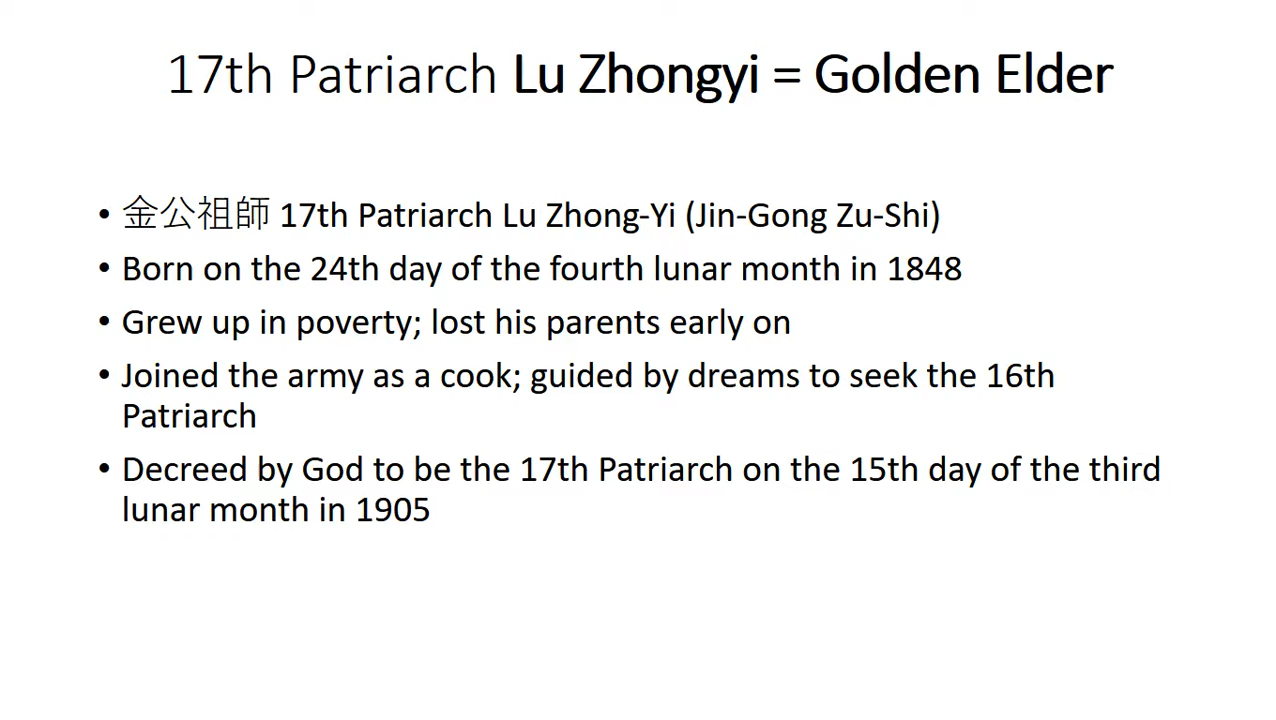 17th Patriarch Lu Zhongyi = Golden Elder
• 金公祖師 17th Patriarch Lu Zhong-Yi (Jin-Gong Zu-Shi)
• Born on the 24th day of the fourth lunar month in 1848
• Grew up in poverty; lost his parents early on
• Joined the army as a cook; guided by dreams to seek the 16th
Patriarch
• Decreed by God to be the 17th Patriarch on the 15th day of the third
lunar month in 1905